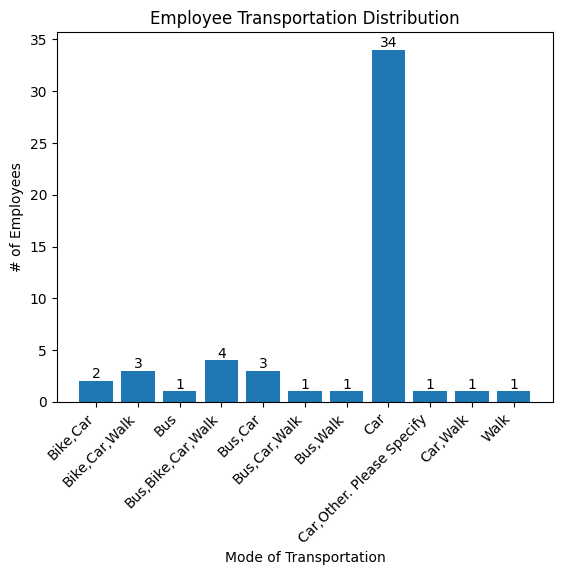 Employee Transportation Distribution
# of Employees
35
30
25
20
15
10
5
0
2
3
1
4
3
1
1
34
1
1
1
Bike,Car
Bike,Car,Walk
Bus
Bus,Bike,Car,Walk
Bus,Car
Bus,Car,Walk
Bus,Walk
Car
Car,Other. Please Specify
Car,Walk
Walk
Mode of Transportation